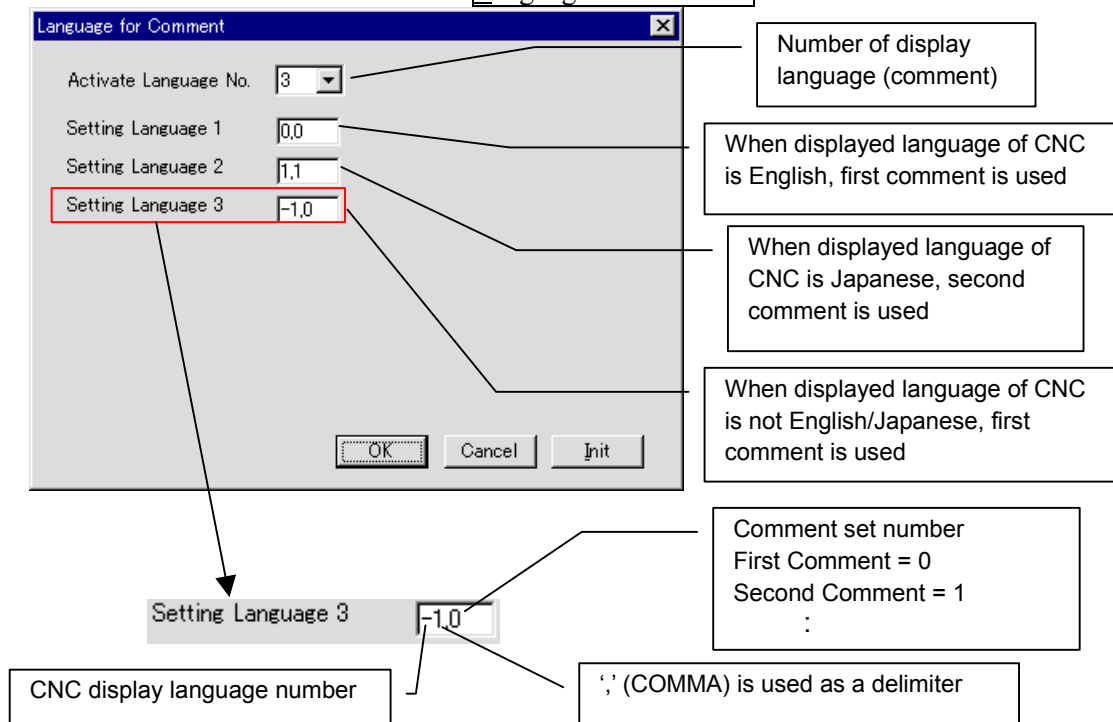 Language for Comment
Number of display
language (comment)
Activate Language No. 3
Setting Language 1 0,0
When displayed language of CNC
is English, first comment is used
Setting Language 2 1,1
Setting Language 3 -1,0
When displayed language of
CNC is Japanese, second
comment is used
When displayed language of CNC
is not English/Japanese, first
comment is used
OK Cancel Init
Comment set number
First Comment = 0
Second Comment = 1
:
Setting Language 3 -1,0
CNC display language number
‘,’ (COMMA) is used as a delimiter